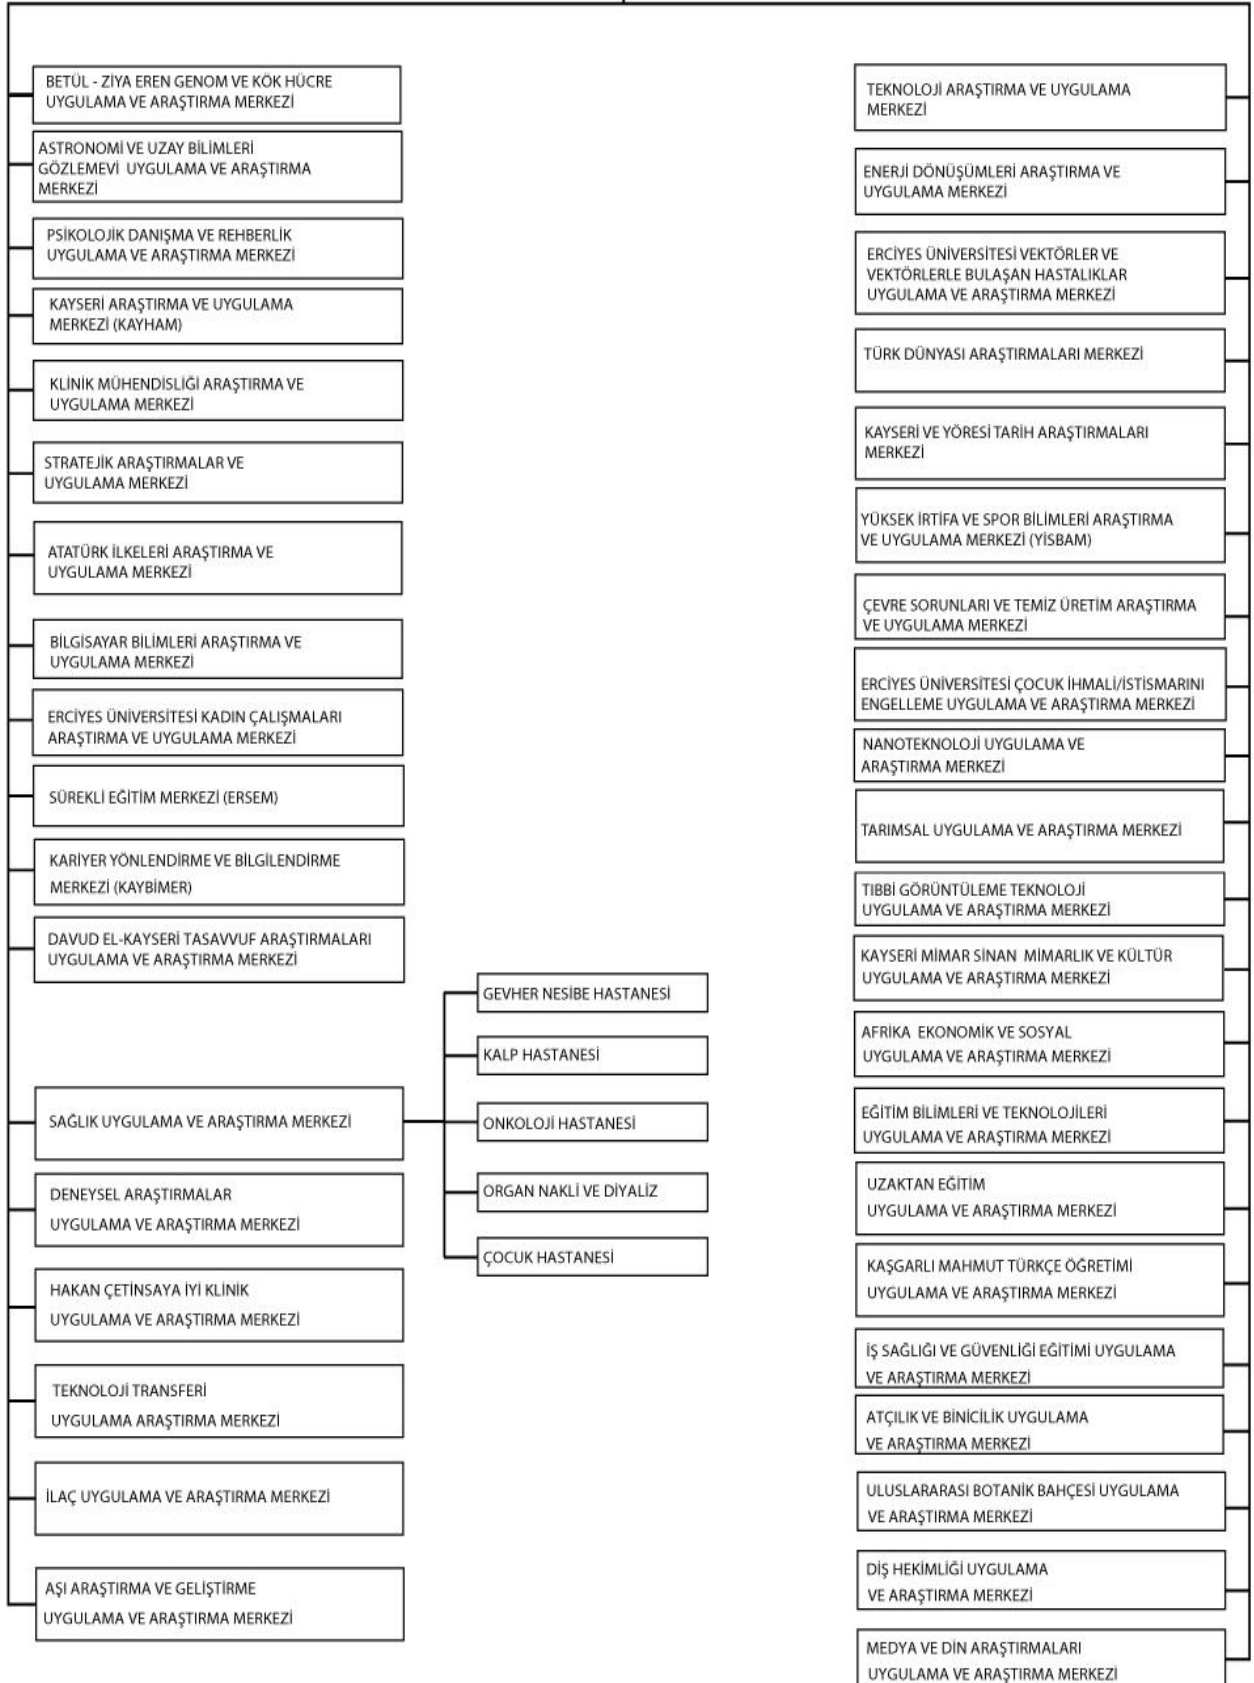 BETÜL - ZİYA EREN GENOM VE KÖK HÜCRE
UYGULAMA VE ARAŞTIRMA MERKEZİ
ASTRONOMİ VE UZAY BİLİMLERİ
GÖZLEMEVİ UYGULAMA VE ARAŞTIRMA
MERKEZİ
PSİKOLOJİK DANIŞMA VE REHBERLİK
UYGULAMA VE ARAŞTIRMA MERKEZİ
KAYSERİ ARAŞTIRMA VE UYGULAMA
MERKEZİ (KAYHAM)
KLİNİK MÜHENDİSLİĞİ ARAŞTIRMA VE
UYGULAMA MERKEZİ
STRATEJİK ARAŞTIRMALAR VE
UYGULAMA MERKEZİ
ATATÜRK İLKELERİ ARAŞTIRMA VE
UYGULAMA MERKEZİ
BİLGİSAYAR BİLİMLERİ ARAŞTIRMA VE
UYGULAMA MERKEZİ
ERCİYES ÜNİVERSİTESİ KADIN ÇALIŞMALARI
ARAŞTIRMA VE UYGULAMA MERKEZİ
SÜREKLİ EĞİTİM MERKEZİ (ERSEM)
KARİYER YÖNLENDİRME VE BİLGİLENDİRME
MERKEZİ (KAYBİMER)
DAVUD EL-KAYSERİ TASAVVUF ARAŞTIRMALARI
UYGULAMA VE ARAŞTIRMA MERKEZİ
SAĞLIK UYGULAMA VE ARAŞTIRMA MERKEZİ
DENEYSEL ARAŞTIRMALAR
UYGULAMA VE ARAŞTIRMA MERKEZİ
HAKAN ÇETİNSAYA İYİ KLİNİK
UYGULAMA VE ARAŞTIRMA MERKEZİ
TEKNOLOJİ TRANSFERİ
UYGULAMA ARAŞTIRMA MERKEZİ
İLAÇ UYGULAMA VE ARAŞTIRMA MERKEZİ
AŞI ARAŞTIRMA VE GELİŞTİRME
UYGULAMA VE ARAŞTIRMA MERKEZİ
GEVHER NESİBE HASTANESİ
KALP HASTANESİ
ONKOLOJİ HASTANESİ
ORGAN NAKLİ VE DİYALİZ
ÇOCUK HASTANESİ
TEKNOLOJİ ARAŞTIRMA VE UYGULAMA
MERKEZİ
ENERJİ DÖNÜŞÜMLERİ ARAŞTIRMA VE
UYGULAMA MERKEZİ
ERCİYES ÜNİVERSİTESİ VEKTÖRLER VE
VEKTÖRLERLE BULAŞAN HASTALIKLAR
UYGULAMA VE ARAŞTIRMA MERKEZİ
TÜRK DÜNYASI ARAŞTIRMALARI MERKEZİ
KAYSERİ VE YÖRESİ TARİH ARAŞTIRMALARI
MERKEZİ
YÜKSEK İRTİFA VE SPOR BİLİMLERİ ARAŞTIRMA
VE UYGULAMA MERKEZİ (YİSBAM)
ÇEVRE SORUNLARI VE TEMİZ ÜRETİM ARAŞTIRMA
VE UYGULAMA MERKEZİ
ERCİYES ÜNİVERSİTESİ ÇOCUK İHMALİ/İSTİSMARINI
ENGELLEME UYGULAMA VE ARAŞTIRMA MERKEZİ
NANOTEKNOLOJİ UYGULAMA VE
ARAŞTIRMA MERKEZİ
TARIMSAL UYGULAMA VE ARAŞTIRMA MERKEZİ
TIBBİ GÖRÜNTÜLEME TEKNOLOJİ
UYGULAMA VE ARAŞTIRMA MERKEZİ
KAYSERİ MİMAR SİNAN MİMARLIK VE KÜLTÜR
UYGULAMA VE ARAŞTIRMA MERKEZİ
AFRİKA EKONOMİK VE SOSYAL
UYGULAMA VE ARAŞTIRMA MERKEZİ
EĞİTİM BİLİMLERİ VE TEKNOLOJİLERİ
UYGULAMA VE ARAŞTIRMA MERKEZİ
UZAKTAN EĞİTİM
UYGULAMA VE ARAŞTIRMA MERKEZİ
KAŞGARLI MAHMUT TÜRKÇE ÖĞRETİMİ
UYGULAMA VE ARAŞTIRMA MERKEZİ
İŞ SAĞLIĞI VE GÜVENLİĞİ EĞİTİMİ UYGULAMA
VE ARAŞTIRMA MERKEZİ
ATÇILIK VE BİNİCİLİK UYGULAMA
VE ARAŞTIRMA MERKEZİ
ULUSLARARASI BOTANİK BAHÇESİ UYGULAMA
VE ARAŞTIRMA MERKEZİ
DİŞ HEKİMLİĞİ UYGULAMA
VE ARAŞTIRMA MERKEZİ
MEDYA VE DİN ARAŞTIRMALARI
UYGULAMA VE ARAŞTIRMA MERKEZİ